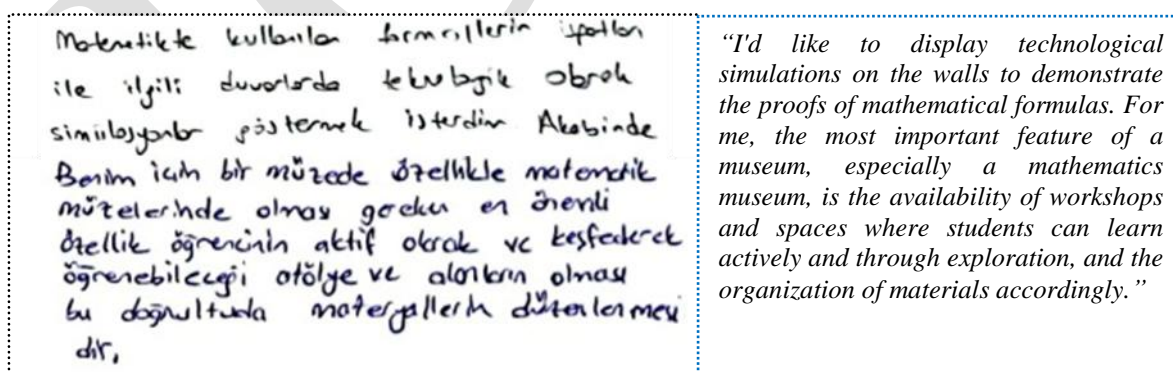 Matematikte kullanılan formüllerin ispatları
ile ilgili duvarlarda teknolojik olarak
simülasyonlar göstermek isterdim Akabinde
Benim için bir müzede özellikle matematik
müzelerinde olması gereken en önemli
özellik öğrencinin aktif olarak ve keşfederek
öğrenebileceği atölye ve alanların olması
bu doğrultuda materyallerin düzenlenmesi
dir.
“I'd like to display technological
simulations on the walls to demonstrate
the proofs of mathematical formulas. For
me, the most important feature of a
museum, especially a mathematics
museum, is the availability of workshops
and spaces where students can learn
actively and through exploration, and the
organization of materials accordingly.”